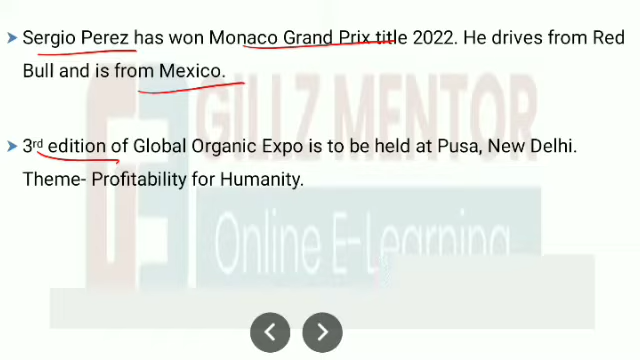 Sergio Perez has won Monaco Grand Prix title 2022. He drives from Red
Bull and is from Mexico.
3rd edition of Global Organic Expo is to be held at Pusa, New Delhi.
Theme- Profitability for Humanity.
GILLZ MENTOR
Online E-Learning